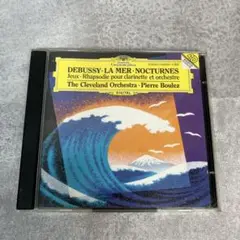 DEBUSSY · LA MER · NOCTURNES
Jeux · Rhapsodie pour clarinette et orchestre
The Cleveland Orchestra · Pierre Boulez